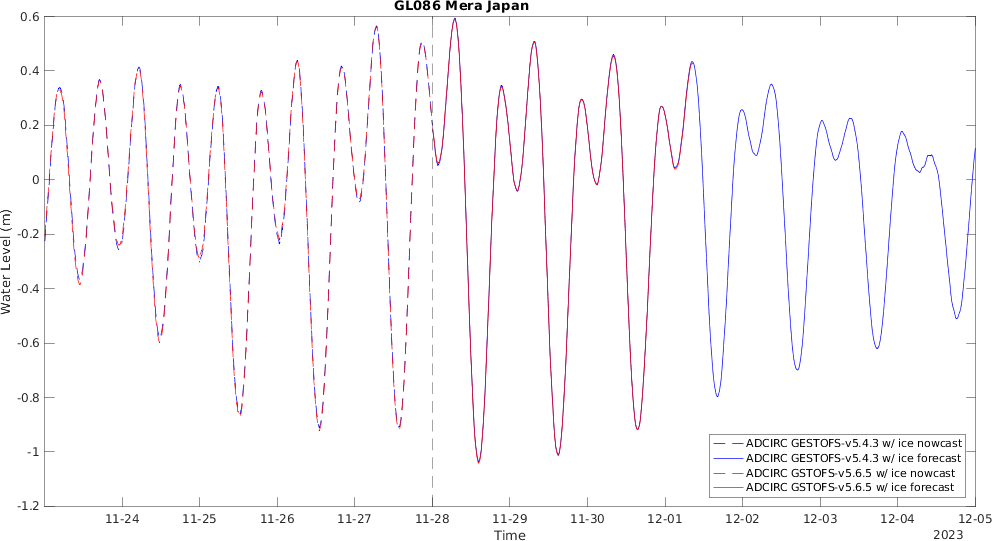 GL086 Mera Japan
0.6
0.4
0.2
0
-0.2
-0.4
-0.6
-0.8
-1
-1.2
Water Level (m)
ADCIRC GESTOFS-v5.4.3 w/ ice nowcast
ADCIRC GESTOFS-v5.4.3 w/ ice forecast
ADCIRC GSTOFS-v5.6.5 w/ ice nowcast
ADCIRC GSTOFS-v5.6.5 w/ ice forecast
11-24 11-25 11-26 11-27 11-28 11-29 11-30 12-01 12-02 12-03 12-04 12-05
Time
2023